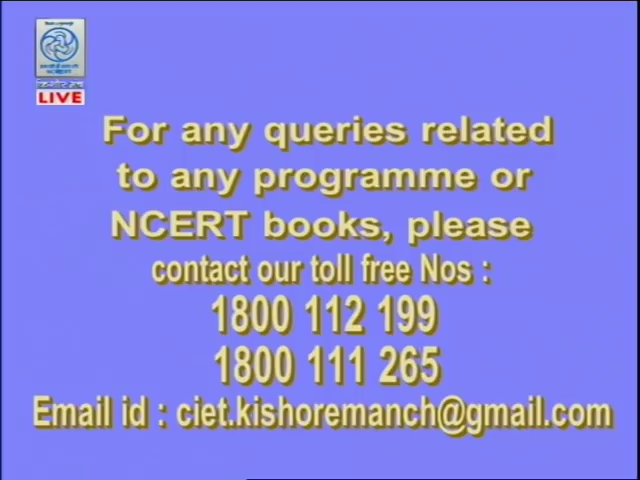 NCERT
LIVE
For any queries related
to any programme or
NCERT books, please
contact our toll free Nos :
1800 112 199
1800 111 265
Email id : ciet.kishoremanch@gmail.com